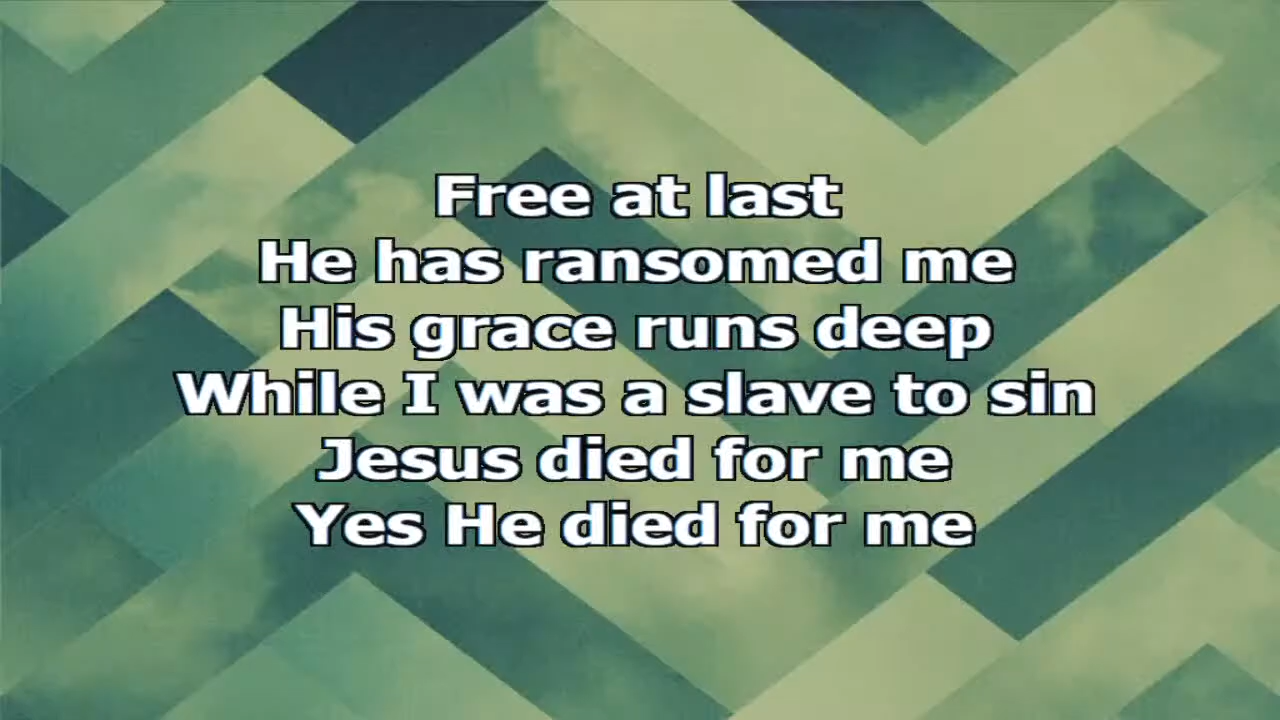 Free at last
He has ransomed me
His grace runs deep
While I was a slave to sin
Jesus died for me
Yes He died for me